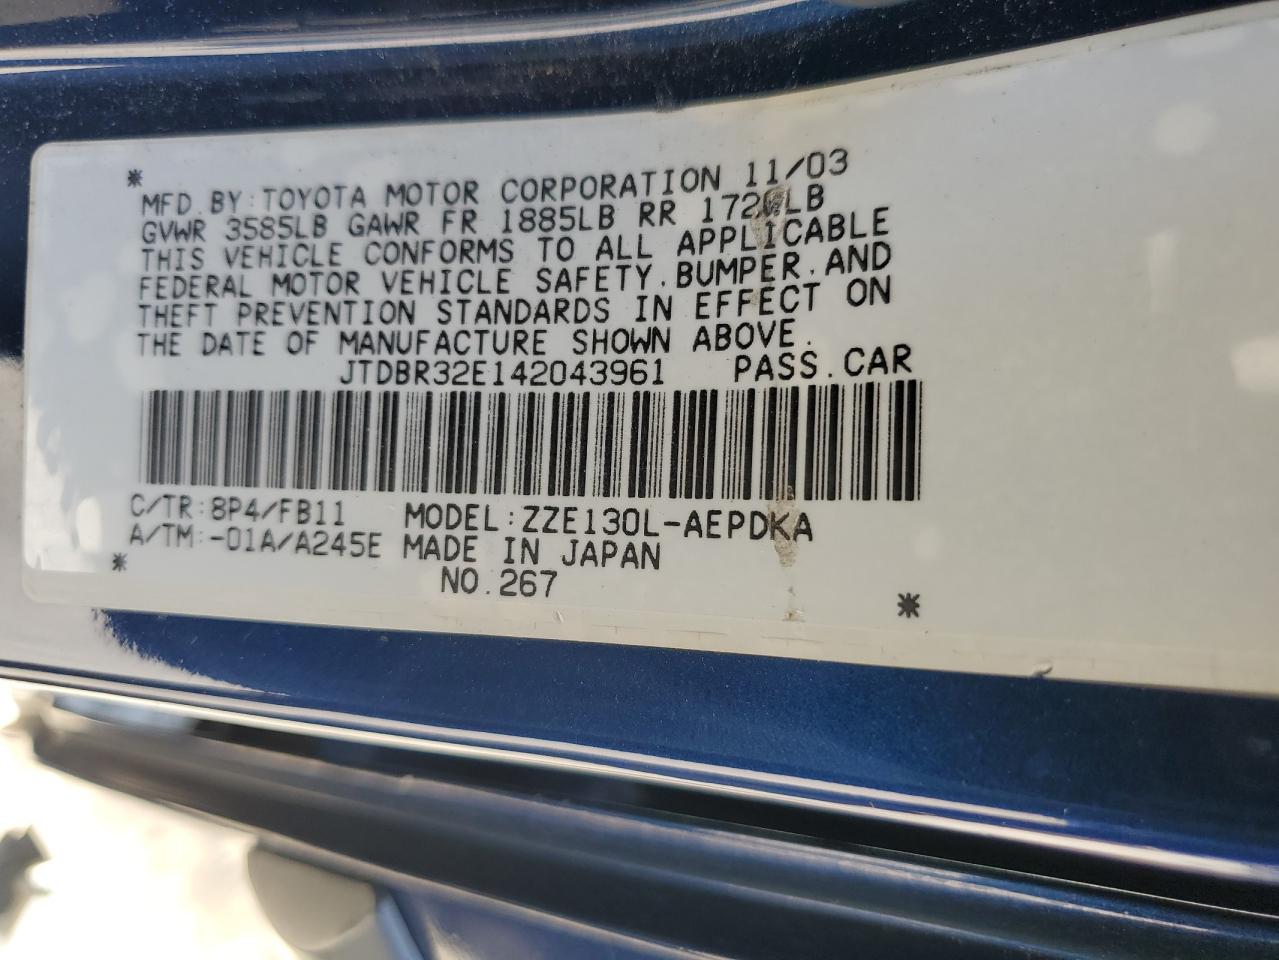 MFD. BY: TOYOTA MOTOR CORPORATION 11/03
GVWR 3585LB GAWR FR 1885LB RR
THIS VEHICLE CONFORMS TO ALL APPLICABLE
FEDERAL MOTOR VEHICLE SAFETY, BUMPER, AND
THEFT PREVENTION STANDARDS IN EFFECT ON
THE DATE OF MANUFACTURE SHOWN ABOVE.
JTDBR32E142043961 PASS. CAR
C/TR: 8P4/FB11 MODEL: ZZE130L-AEPDKA
A/TM: -01A/A245E MADE IN JAPAN
NO. 267